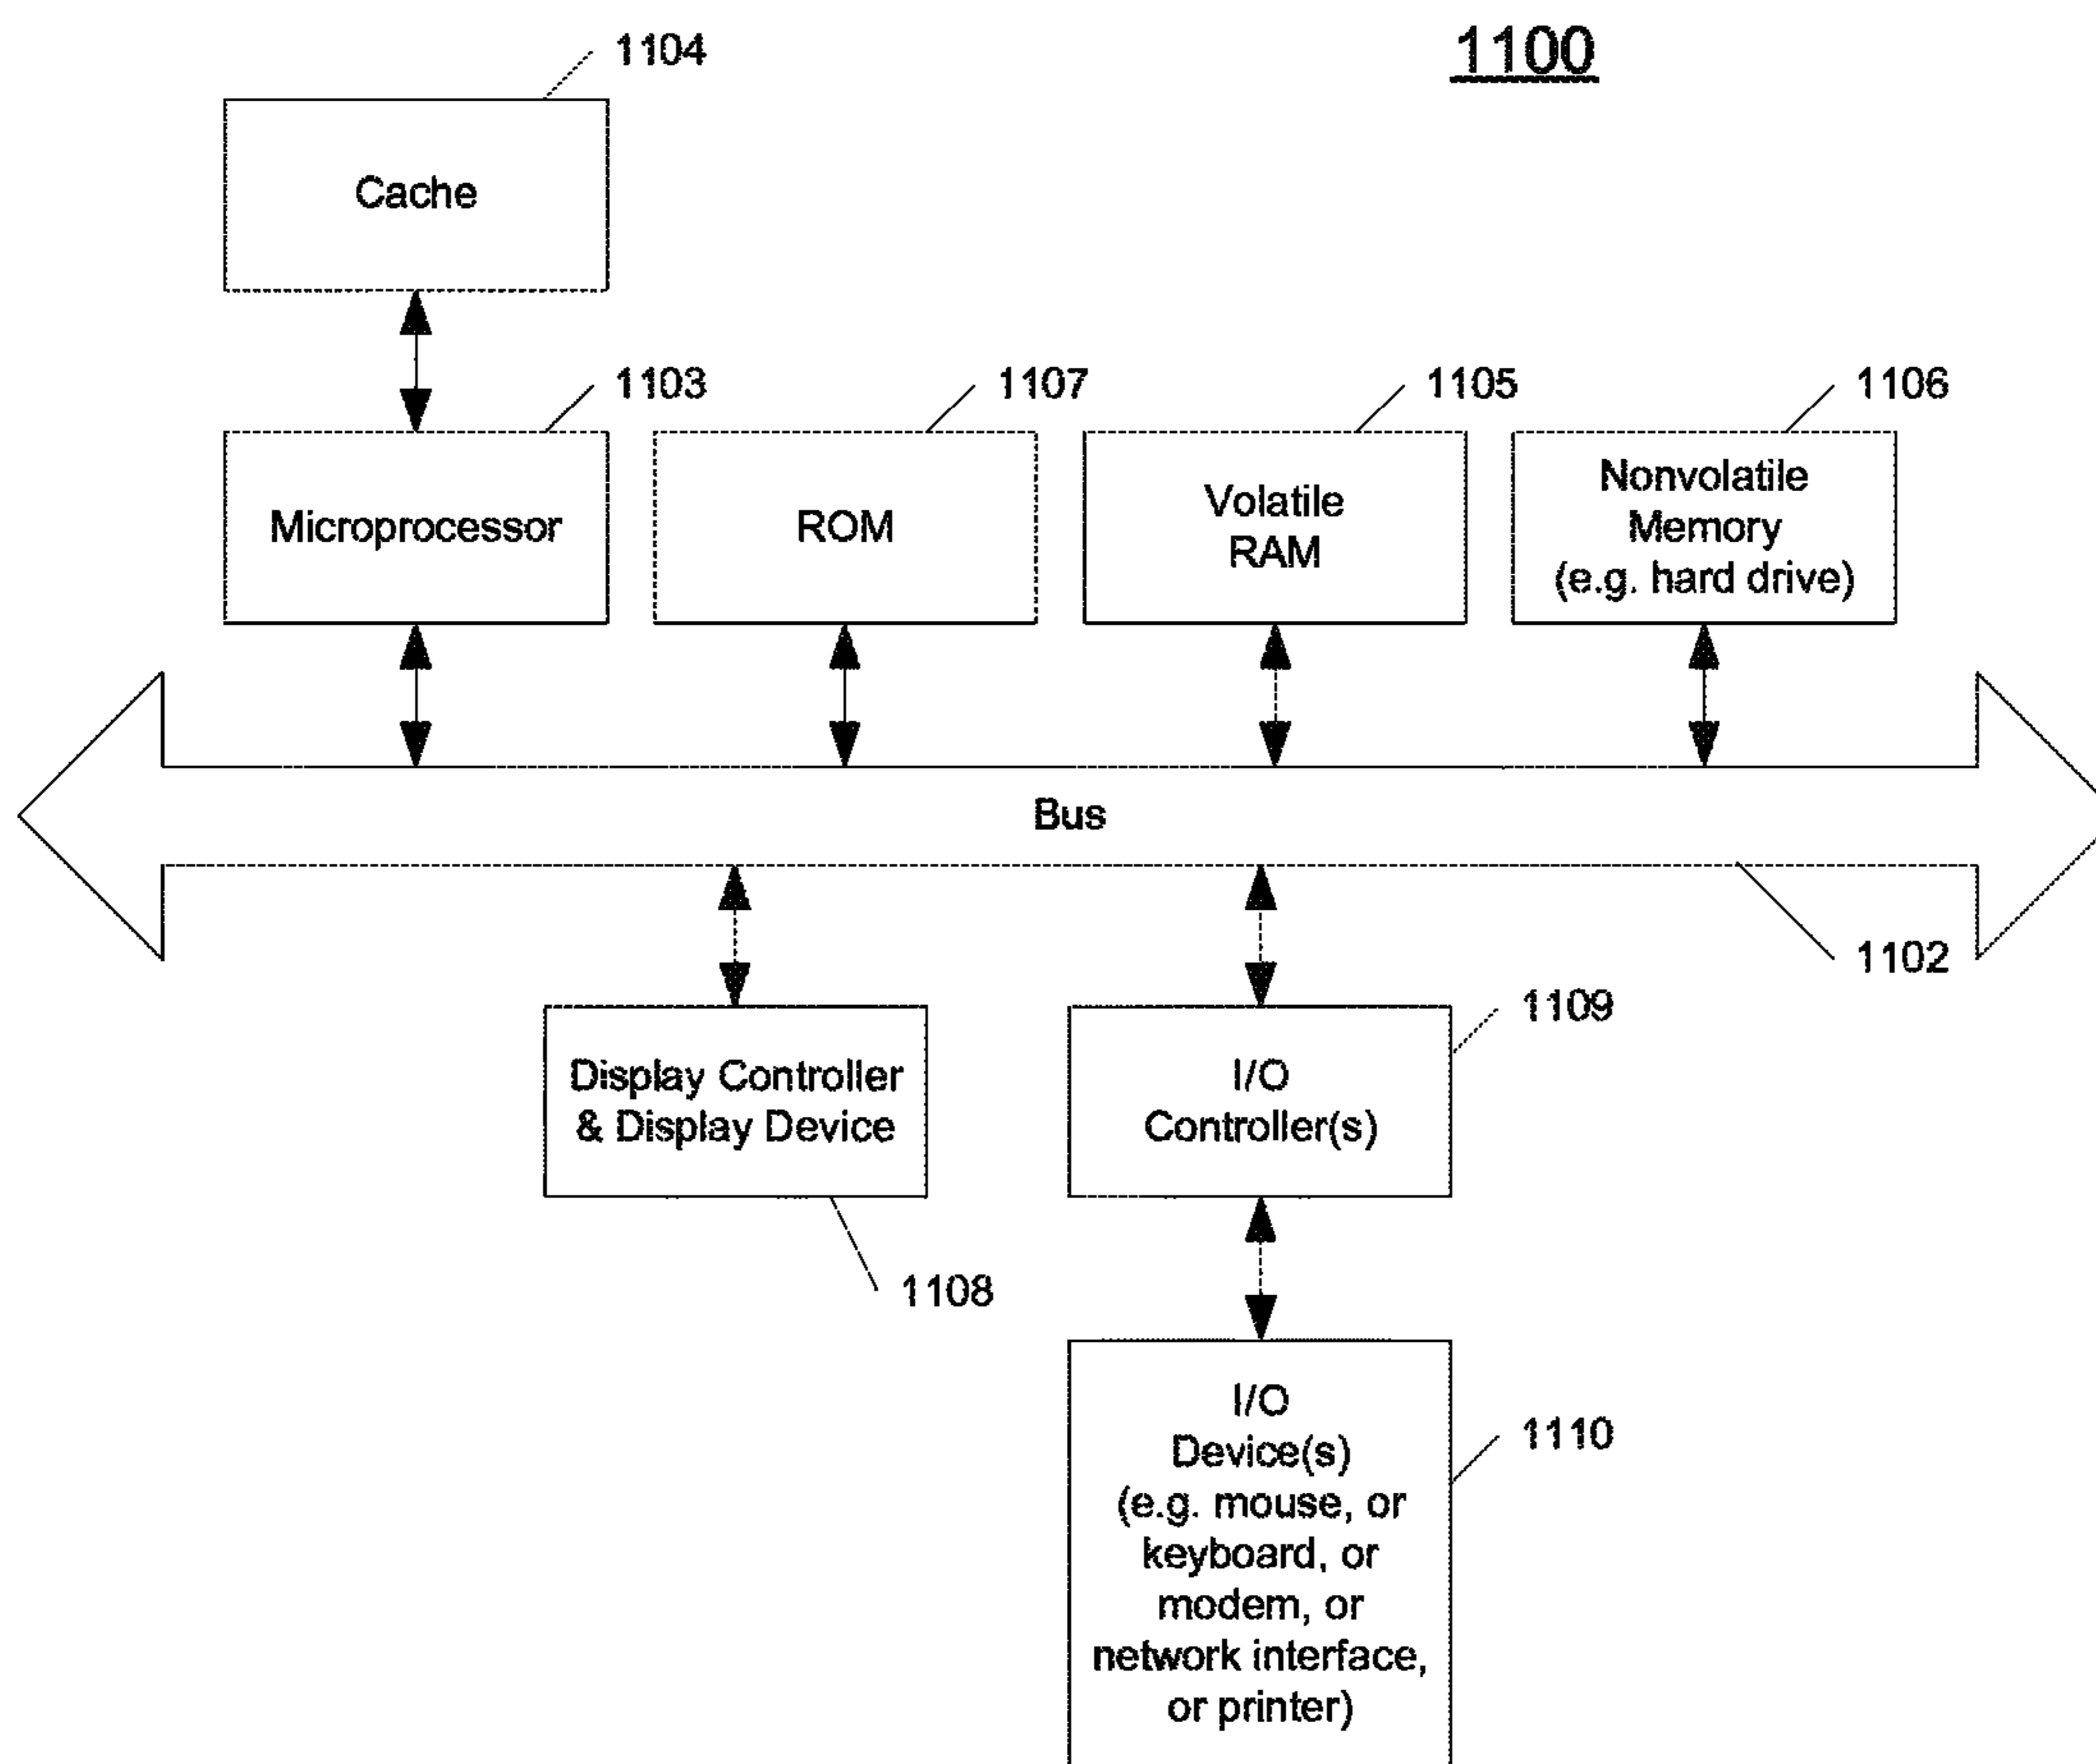 1104
1100
Cache
1103
1107
1105
1106
Microprocessor
ROM
Volatile
RAM
Nonvolatile
Memory
(e.g. hard drive)
Bus
1102
1109
Display Controller
& Display Device
I/O
Controller(s)
1108
I/O
Device(s)
(e.g. mouse, or
keyboard, or
modem, or
network interface,
or printer)
1110